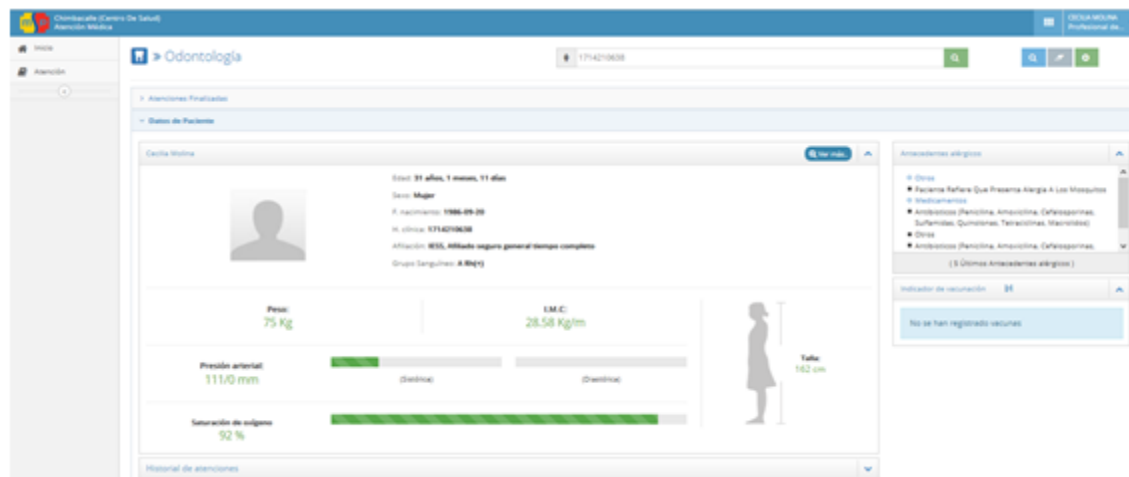 Chimbacalle (Centro De Salud)
Atención Médica
CECILIA MOLINA
Profesional de...
Inicio
Atención
» Odontología
1714210638
> Atenciones Finalizadas
Datos de Paciente
Cecilia Molina
Ver más..
Edad: 31 años, 1 meses, 11 días
Sexo: Mujer
F. nacimiento: 1986-09-20
H. clínica: 1714210638
Afiliación: IESS, Afiliado seguro general tiempo completo
Grupo Sanguíneo: A Rh(+)
Peso:
75 Kg
I.M.C:
28.58 Kg/m
Presión arterial:
111/0 mm
(Sistólica)
(Diastólica)
Saturación de oxígeno
92 %
Talla:
162 cm
Historial de atenciones
Antecedentes alérgicos
Otros
Paciente Refiere Que Presenta Alergia A Los Mosquitos
Medicamentos
Antibioticos (Penicilina, Amoxicilina, Cefalosporinas,
Sulfamidas, Quinolonas, Tetraciclinas, Macrolidos)
Otros
Antibioticos (Penicilina, Amoxicilina, Cefalosporinas,
( 5 Últimos Antecedentes alérgicos )
Indicador de vacunación
No se han registrado vacunas